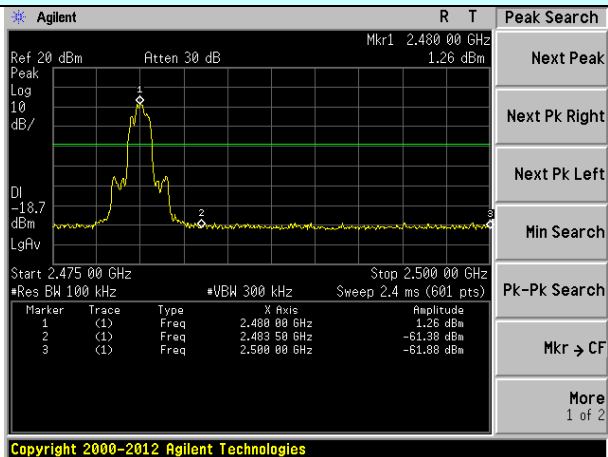 Agilent R T Peak Search
Mkr1 2.480 00 GHz
Ref 20 dBm Atten 30 dB 1.26 dBm
Peak
Log
10
dB/
1
DI
-18.7
dBm
LgAv
2
3
Start 2.475 00 GHz Stop 2.500 00 GHz
#Res BW 100 kHz #VBW 300 kHz Sweep 2.4 ms (601 pts)
Marker Trace Type X Axis Amplitude
1 (1) Freq 2.480 00 GHz 1.26 dBm
2 (1) Freq 2.483 50 GHz -61.38 dBm
3 (1) Freq 2.500 00 GHz -61.88 dBm
Next Peak
Next Pk Right
Next Pk Left
Min Search
Pk-Pk Search
Mkr → CF
More
1 of 2
Copyright 2000-2012 Agilent Technologies